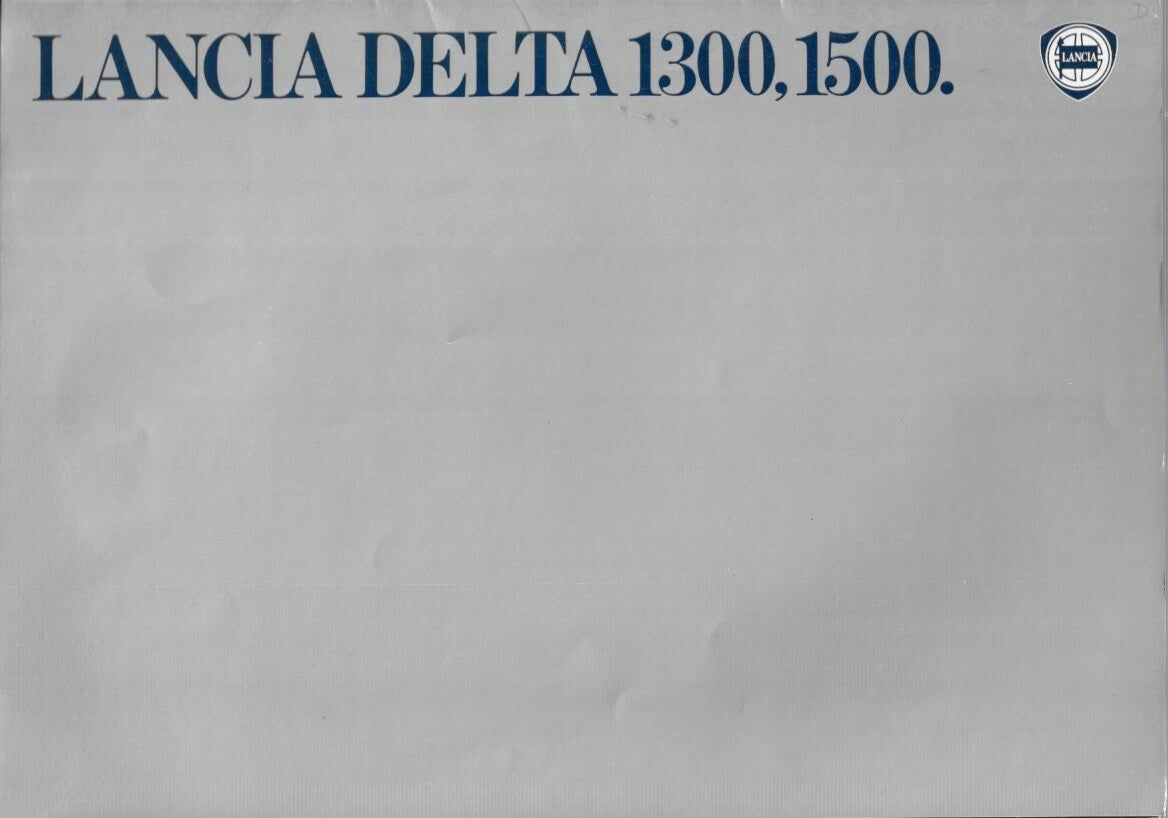 LANCIA DELTA 1300, 1500.
LANCIA
D